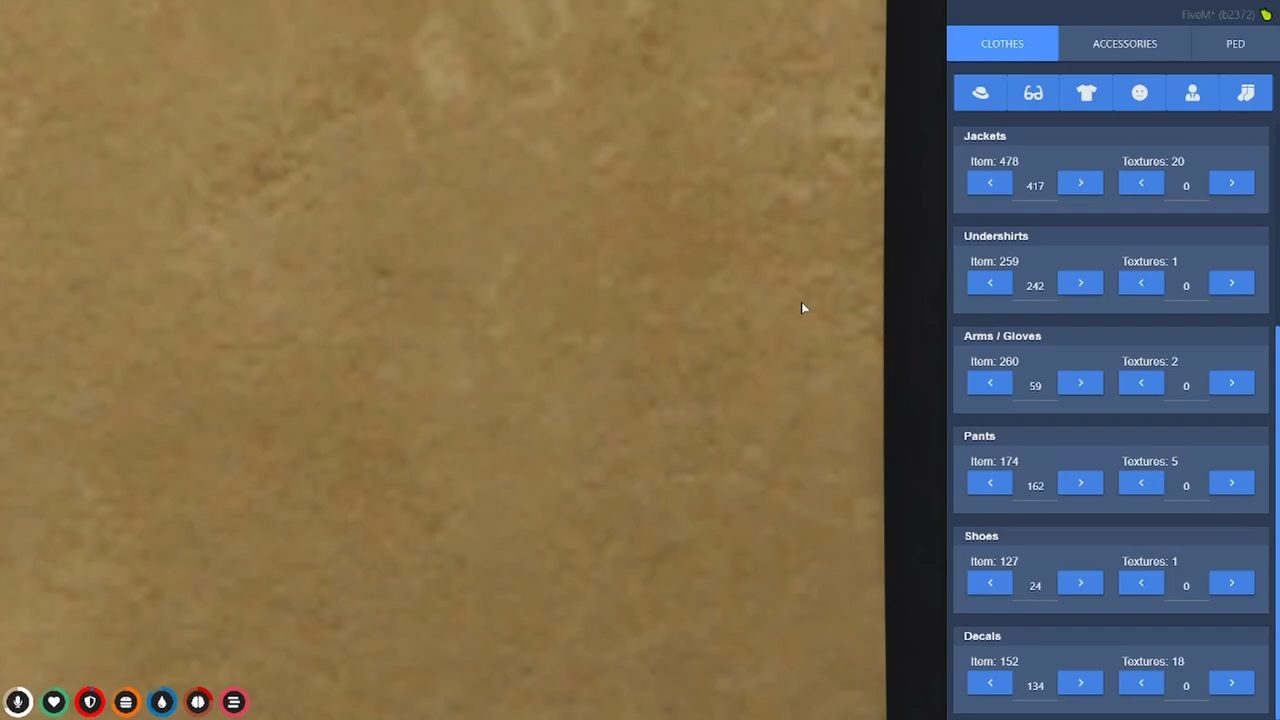 FiveM* (b2372)
CLOTHES ACCESSORIES PED
Jackets
Item: 478 Textures: 20
417 0
Undershirts
Item: 259 Textures: 1
242 0
Arms / Gloves
Item: 260 Textures: 2
59 0
Pants
Item: 174 Textures: 5
162 0
Shoes
Item: 127 Textures: 1
24 0
Decals
Item: 152 Textures: 18
134 0